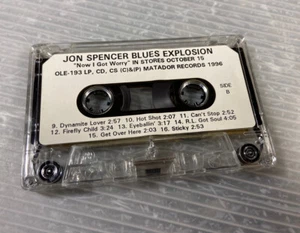 JON SPENCER BLUES EXPLOSION
"Now I Got Worry" IN STORES OCTOBER 15
OLE-193 LP, CD, CS (C)&(P) MATADOR RECORDS 1996
SIDE
B
9. Dynamite Lover 2:57 10. Hot Shot 2:07 11. Can't Stop 2:52
12. Firefly Child 3:24 13. Eyeballin' 3:17 14. R.L. Got Soul 4:05
15. Get Over Here 2:06 16. Sticky 2:53